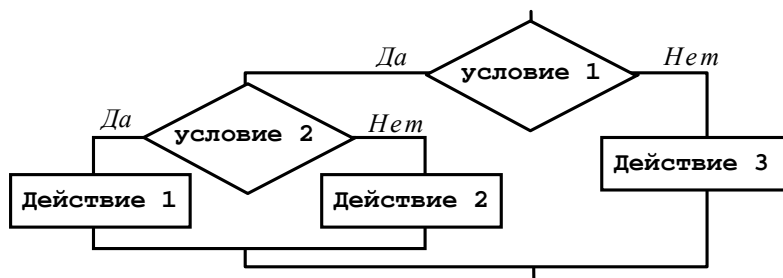 Да
условие 1
Нет
Да
условие 2
Нет
Действие 1
Действие 2
Действие 3